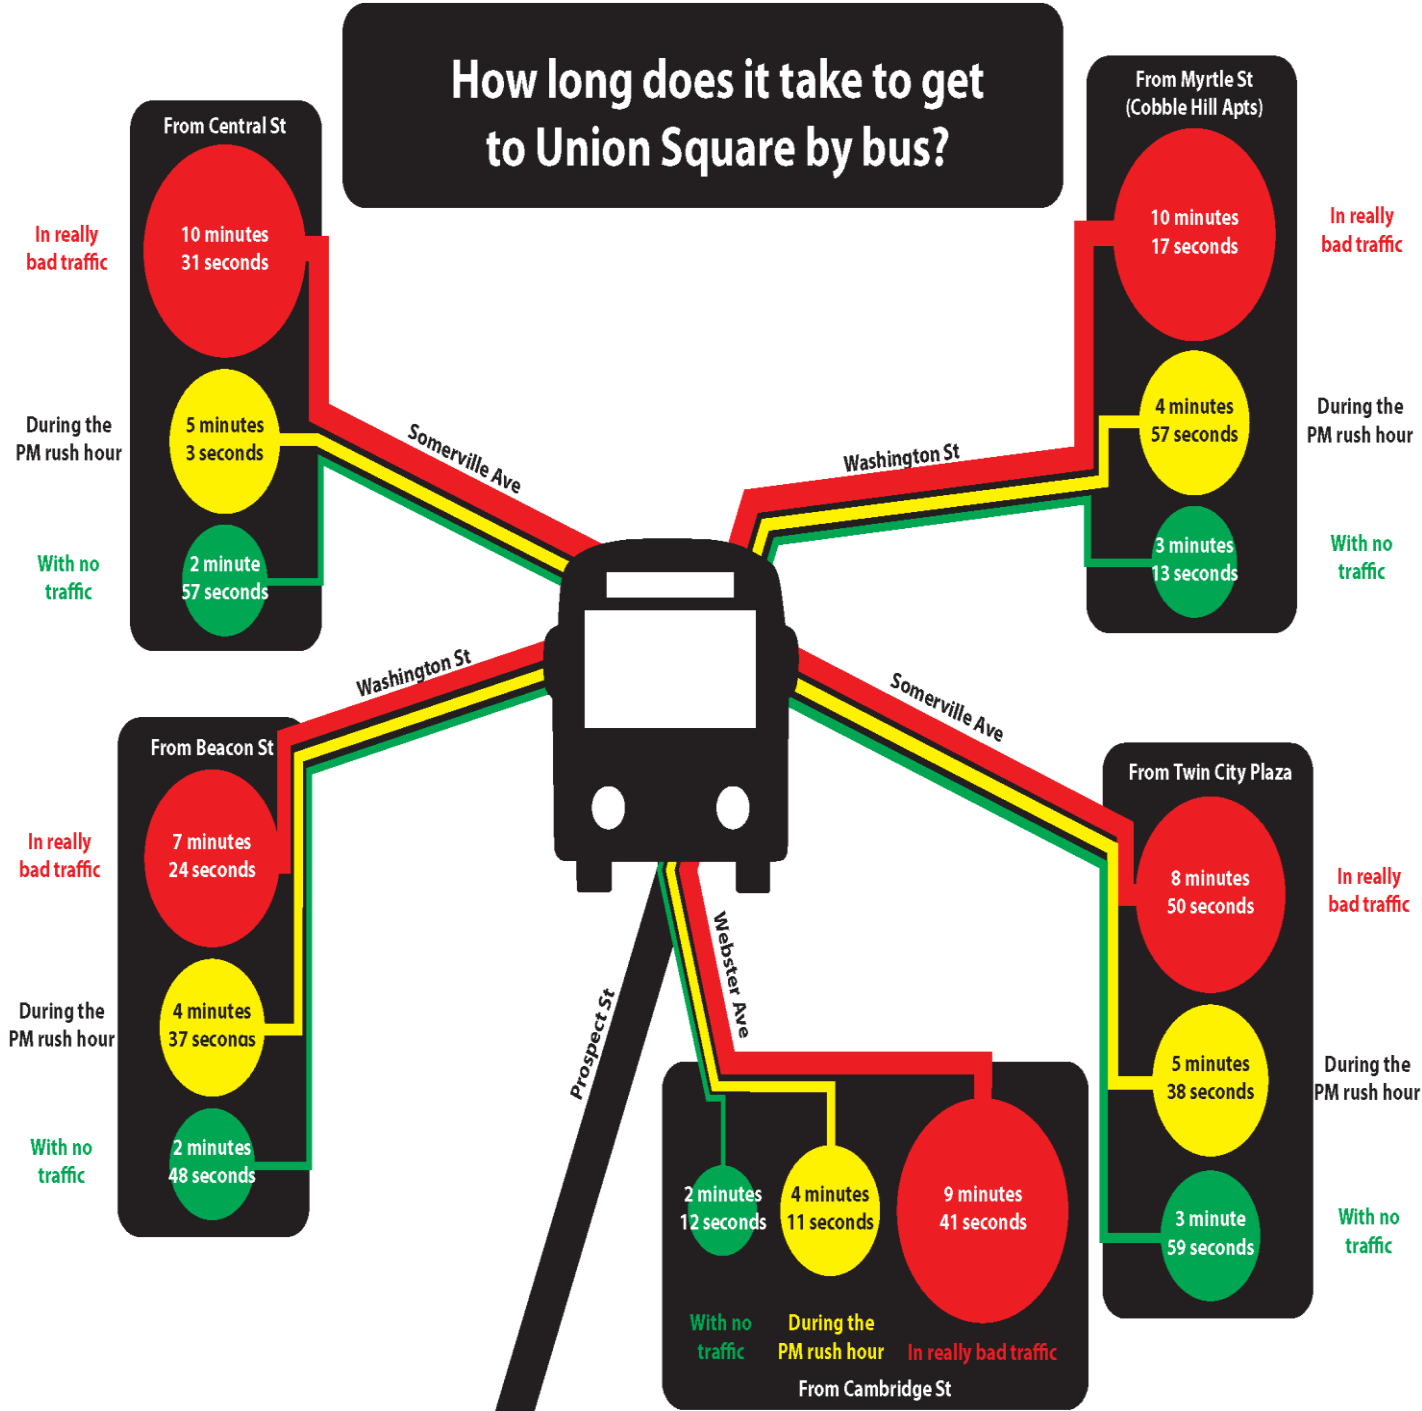 How long does it take to get
to Union Square by bus?
From Central St
In really
bad traffic
10 minutes
31 seconds
During the
PM rush hour
5 minutes
3 seconds
With no
traffic
2 minute
57 seconds
Somerville Ave
From Myrtle St
(Cobble Hill Apts)
10 minutes
17 seconds
In really
bad traffic
4 minutes
57 seconds
During the
PM rush hour
3 minutes
13 seconds
With no
traffic
Washington St
Washington St
From Beacon St
In really
bad traffic
7 minutes
24 seconds
During the
PM rush hour
4 minutes
37 seconds
With no
traffic
2 minutes
48 seconds
Somerville Ave
From Twin City Plaza
8 minutes
50 seconds
In really
bad traffic
5 minutes
38 seconds
During the
PM rush hour
3 minute
59 seconds
With no
traffic
Prospect St
Webster Ave
2 minutes
12 seconds
4 minutes
11 seconds
9 minutes
41 seconds
With no
traffic
During the
PM rush hour
In really bad traffic
From Cambridge St